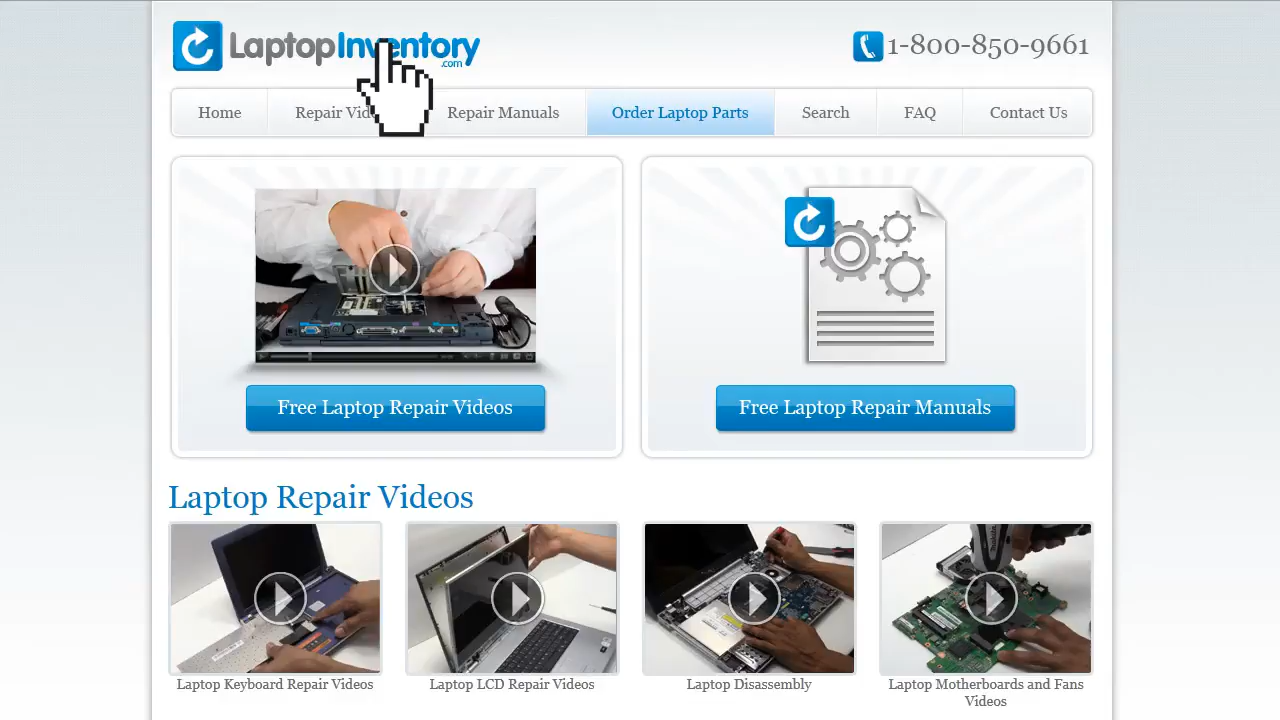 LaptopInventory
.com
1-800-850-9661
Home Repair Vide Repair Manuals Order Laptop Parts Search FAQ Contact Us
Free Laptop Repair Videos
Free Laptop Repair Manuals
Laptop Repair Videos
Laptop Keyboard Repair Videos
Laptop LCD Repair Videos
Laptop Disassembly
Laptop Motherboards and Fans
Videos